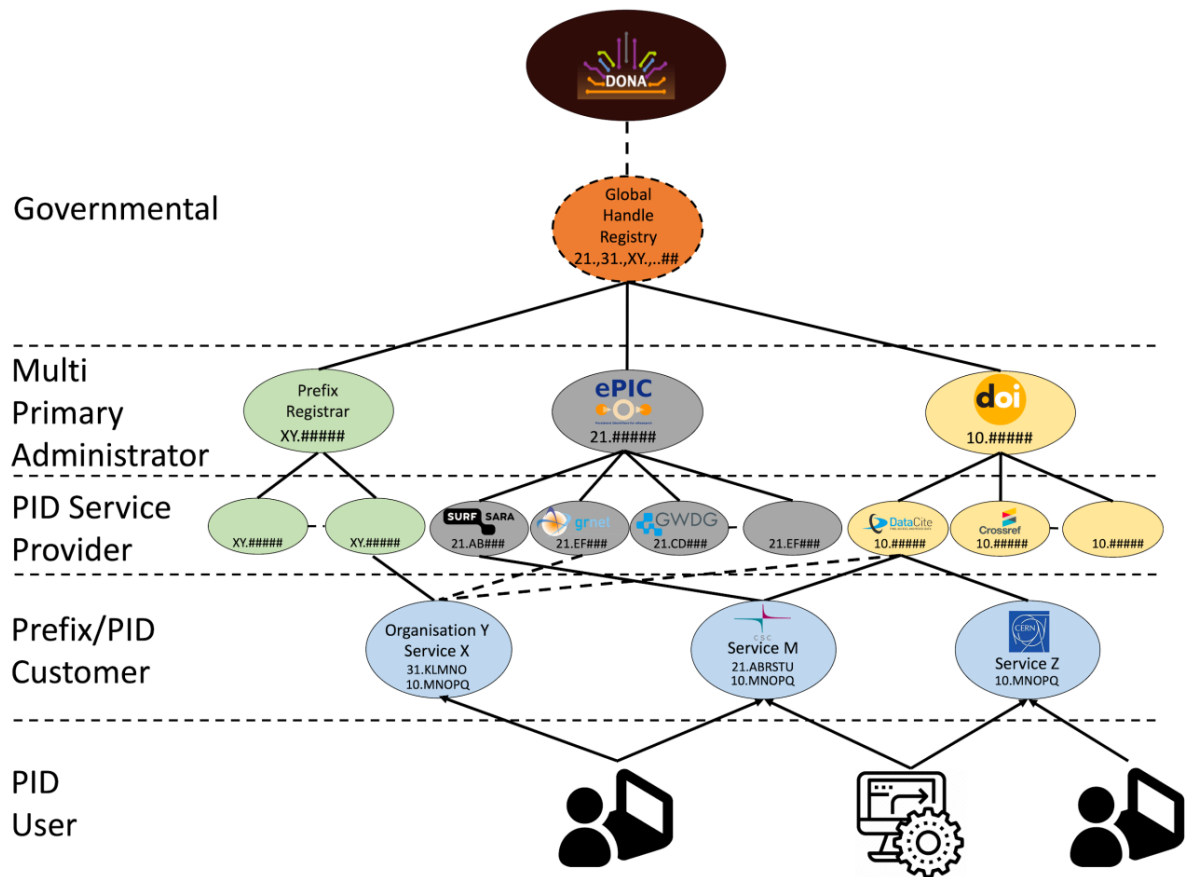 DONA
Governmental
Global
Handle
Registry
21.,31.,XY.,..##
Multi
Primary
Administrator
Prefix
Registrar
XY.#####
ePIC
21.#####
doi
10.#####
PID Service
Provider
XY.#####
XY.#####
SURF SARA
21.AB###
grnet
21.EF###
GWDG
21.CD###
21.EF###
DataCite
10.#####
Crossref
10.#####
10.#####
Prefix/PID
Customer
Organisation Y
Service X
31.KLMNO
10.MNOPQ
CSC
Service M
21.ABRSTU
10.MNOPQ
CERN
Service Z
10.MNOPQ
PID
User